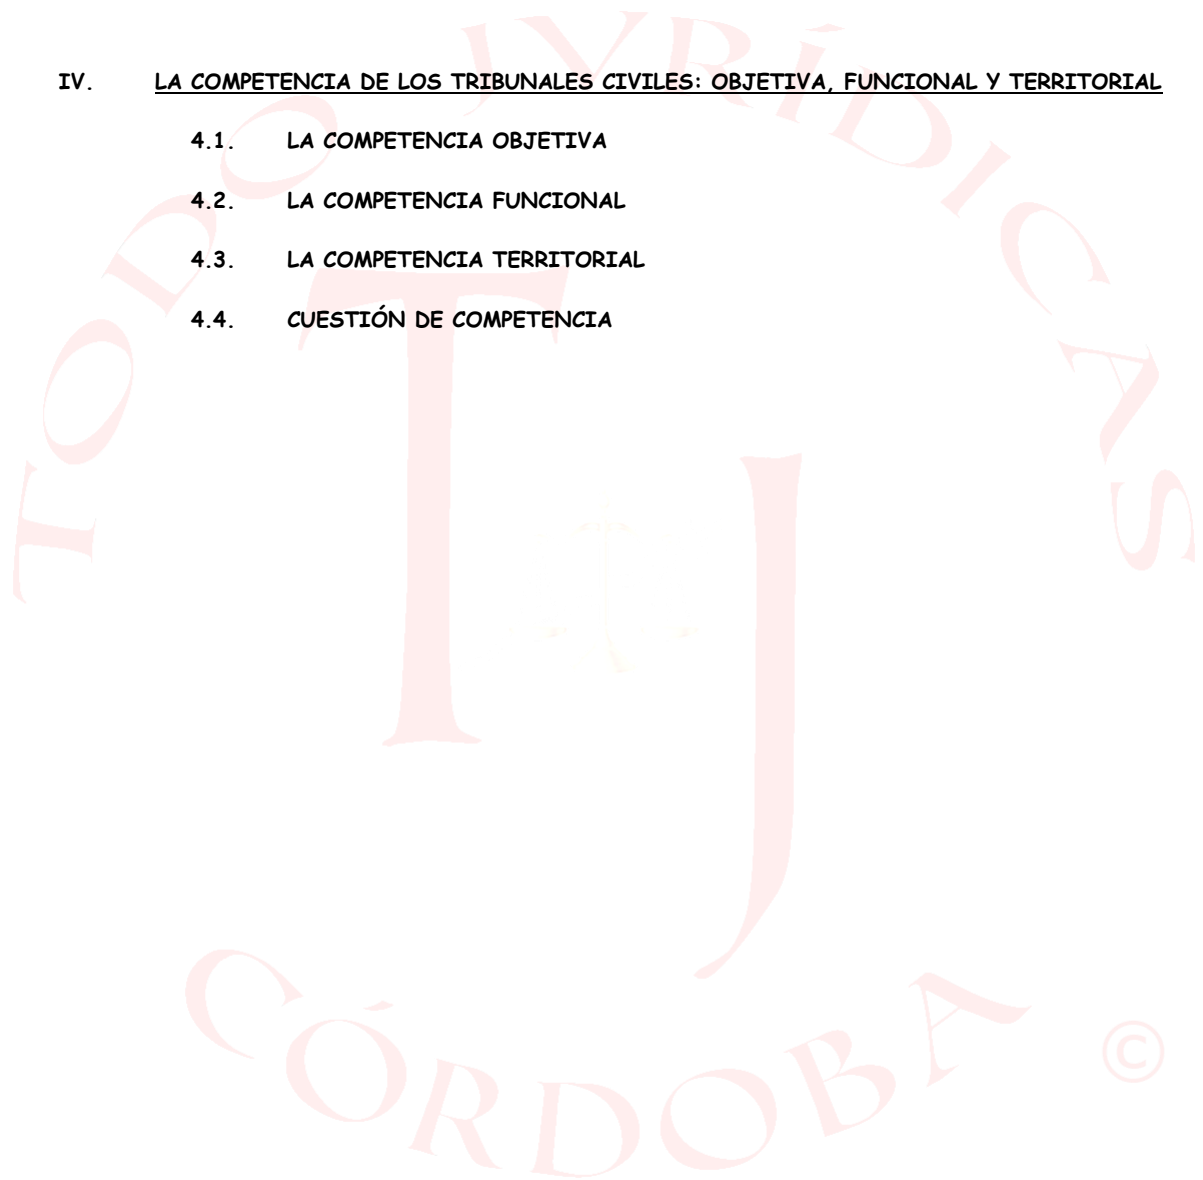 IV. LA COMPETENCIA DE LOS TRIBUNALES CIVILES: OBJETIVA, FUNCIONAL Y TERRITORIAL
4.1. LA COMPETENCIA OBJETIVA
4.2. LA COMPETENCIA FUNCIONAL
4.3. LA COMPETENCIA TERRITORIAL
4.4. CUESTIÓN DE COMPETENCIA
TODO JVRÍDICAS
TJ
CÓRDOBA ©